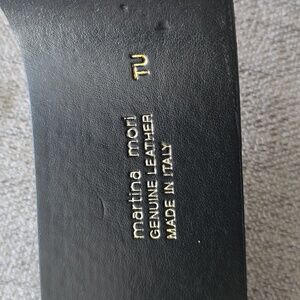 martina mori
GENUINE LEATHER
MADE IN ITALY
TU